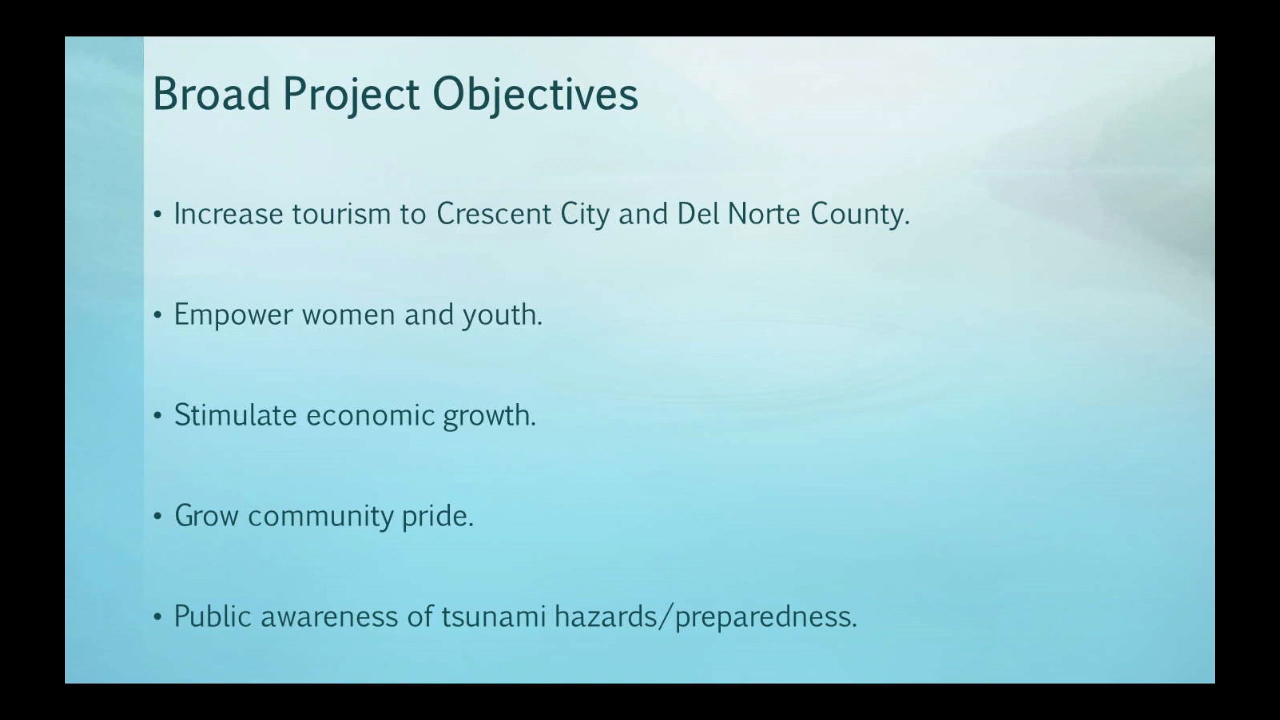 Broad Project Objectives
• Increase tourism to Crescent City and Del Norte County.
• Empower women and youth.
• Stimulate economic growth.
• Grow community pride.
• Public awareness of tsunami hazards/preparedness.